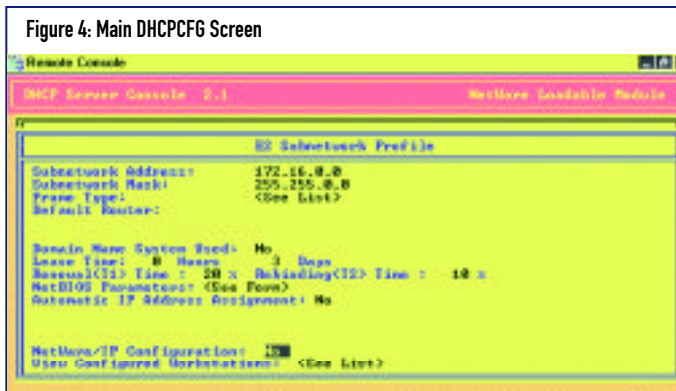 Figure 4: Main DHCPCFG Screen
Remote Console
DHCP Server Console 2.1 NetWare Loadable Module
Subnetwork Profile
Subnetwork Address: 172.16.0.0
Subnetwork Mask: 255.255.0.0
Frame Type: <See List>
Default Router:
Domain Name System Used: No
Lease Time: 0 Hours 3 Days
Renewal(T1) Time : 20 % Rebinding(T2) Time : 10 %
NetBIOS Parameters: <See Form>
Automatic IP Address Assignment: No
NetWare/IP Configuration: No
View Configured Workstations: <See List>